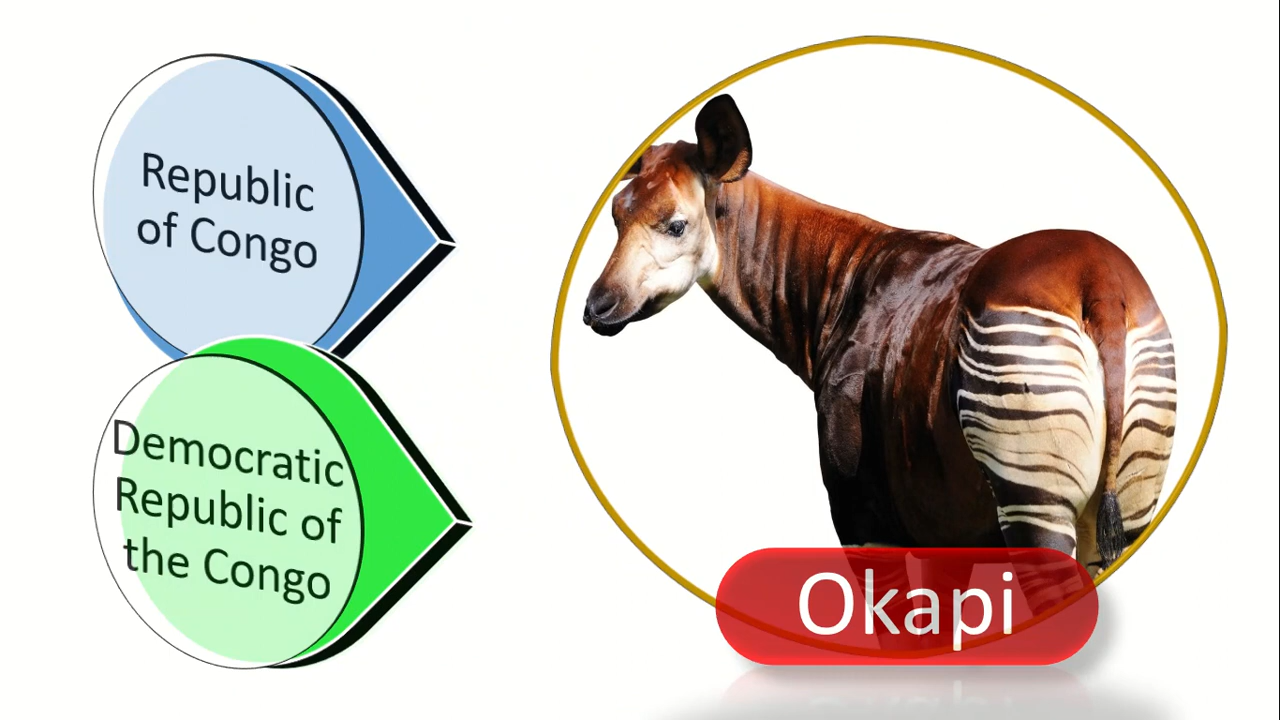 Republic
of Congo
Democratic
Republic of
the Congo
Okapi